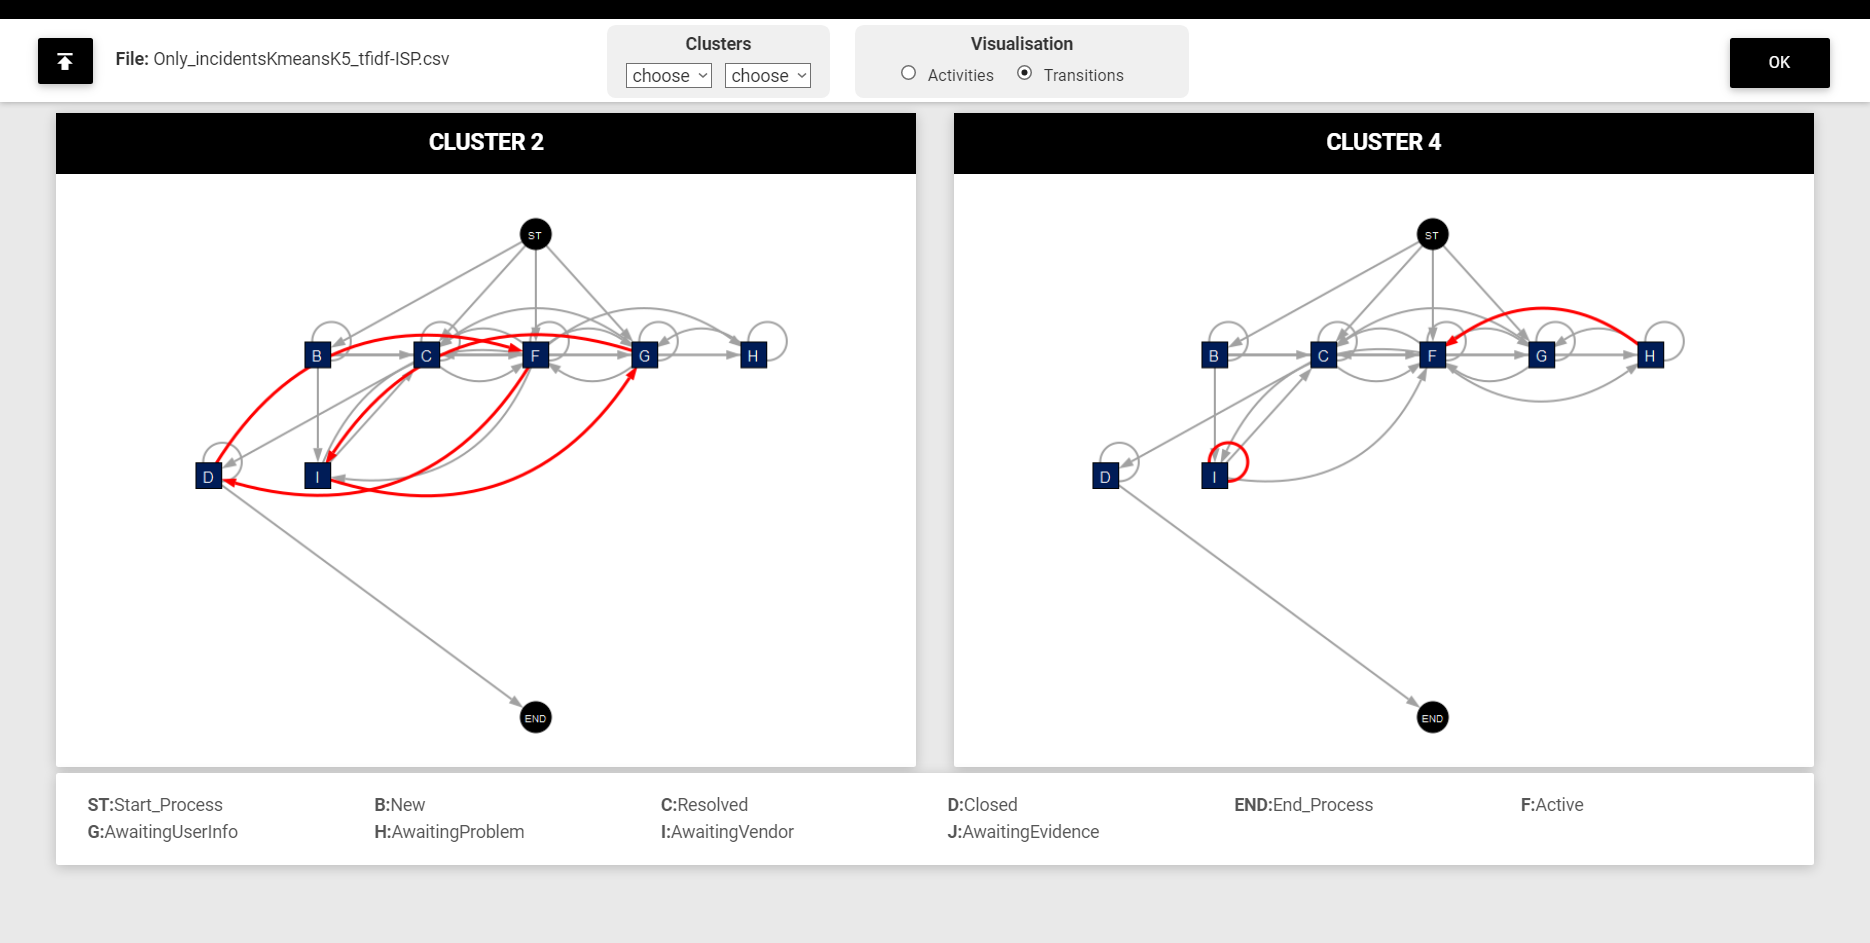 File: Only_incidentsKmeansK5_tfidf-ISP.csv
Clusters
choose choose
Visualisation
Activities Transitions
OK
CLUSTER 2
ST
B C F G H
D I
END
CLUSTER 4
ST
B C F G H
D I
END
ST:Start_Process B:New C:Resolved D:Closed END:End_Process F:Active
G:AwaitingUserInfo H:AwaitingProblem I:AwaitingVendor J:AwaitingEvidence